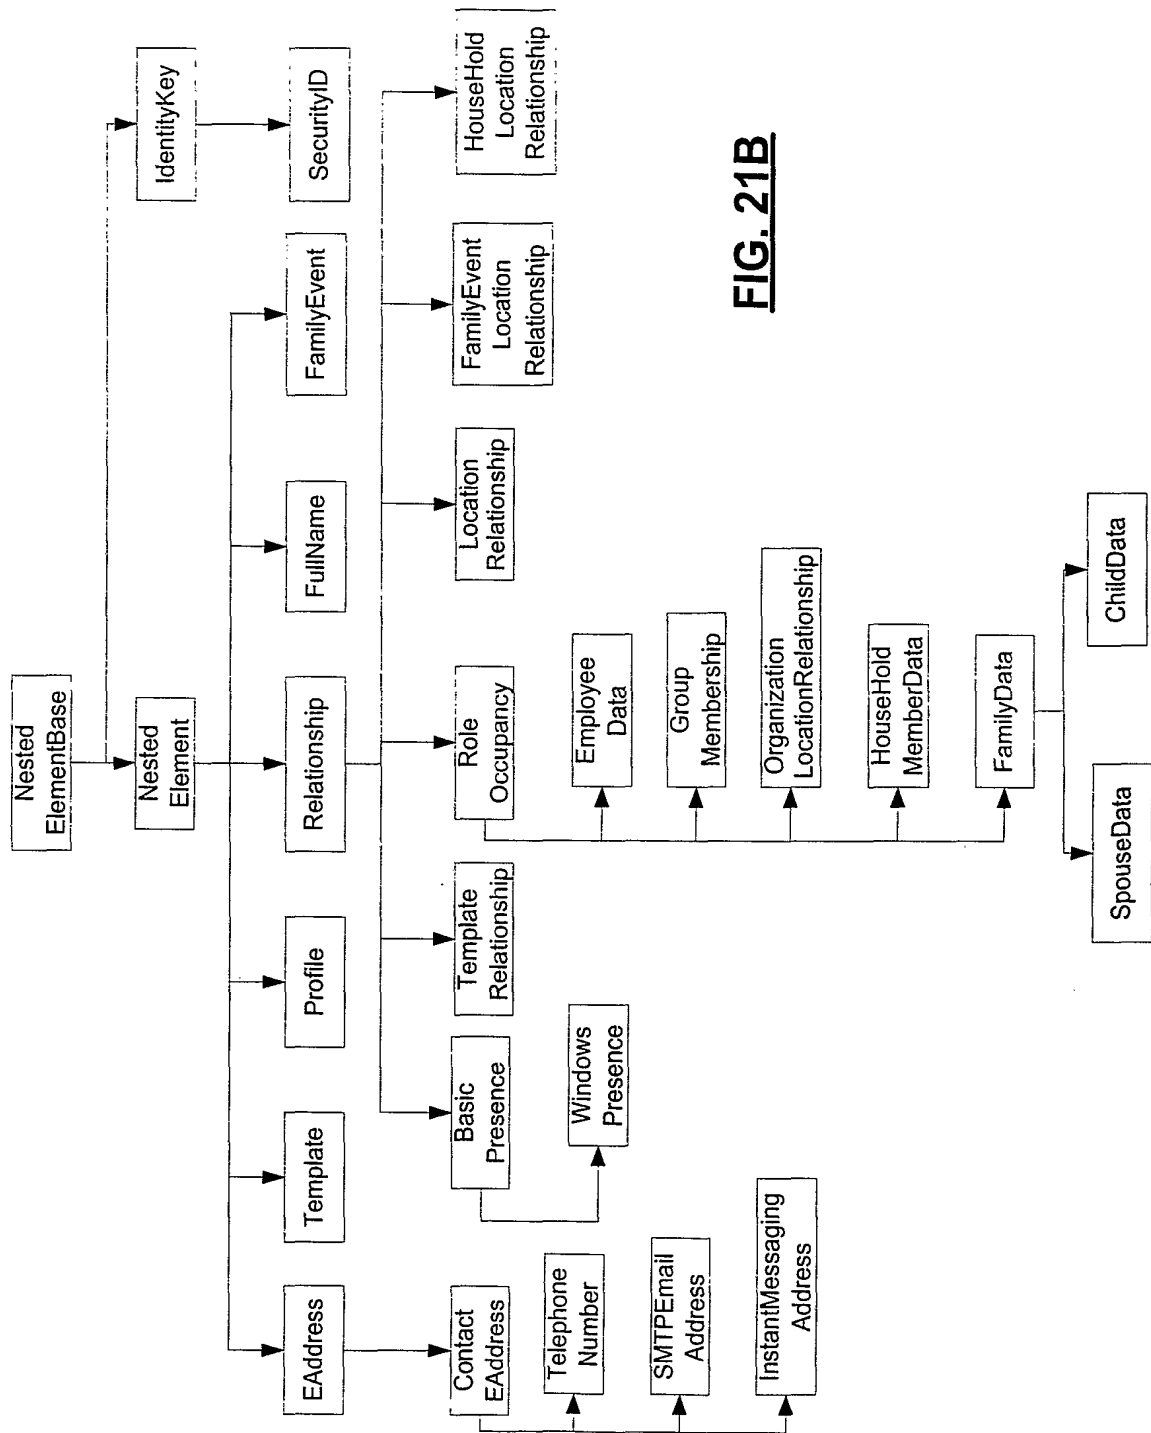 Nested
ElementBase
Nested
Element
IdentityKey
EAddress
Template
Profile
Relationship
FullName
FamilyEvent
SecurityID
Contact
EAddress
Basic
Presence
Template
Relationship
Role
Occupancy
Location
Relationship
FamilyEvent
Location
Relationship
HouseHold
Location
Relationship
Telephone
Number
SMTPEmail
Address
InstantMessaging
Address
Windows
Presence
Employee
Data
Group
Membership
Organization
LocationRelationship
HouseHold
MemberData
FamilyData
SpouseData
ChildData
FIG. 21B